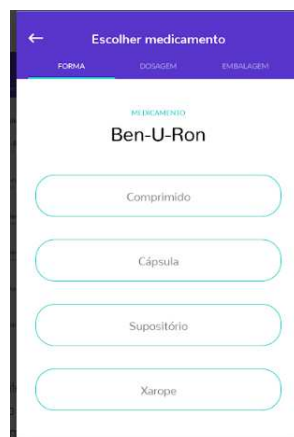 Escolher medicamento
FORMA DOSAGEM EMBALAGEM
MEDICAMENTO
Ben-U-Ron
Comprimido
Cápsula
Supositório
Xarope